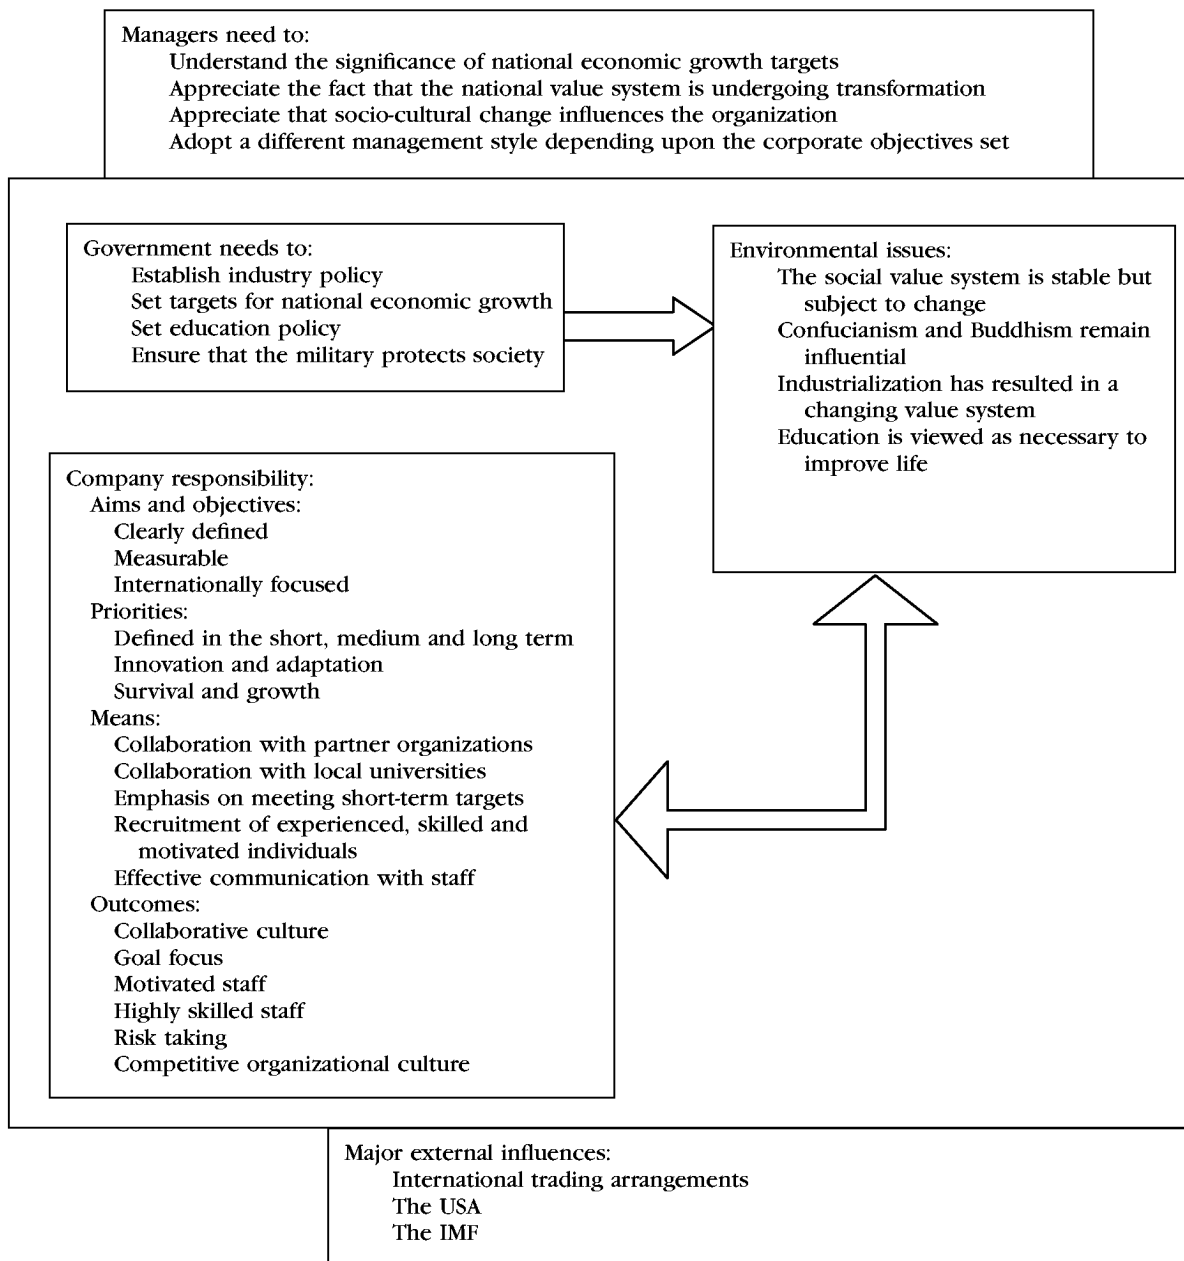 Managers need to:
Understand the significance of national economic growth targets
Appreciate the fact that the national value system is undergoing transformation
Appreciate that socio-cultural change influences the organization
Adopt a different management style depending upon the corporate objectives set
Government needs to:
Establish industry policy
Set targets for national economic growth
Set education policy
Ensure that the military protects society
Environmental issues:
The social value system is stable but
subject to change
Confucianism and Buddhism remain
influential
Industrialization has resulted in a
changing value system
Education is viewed as necessary to
improve life
Company responsibility:
Aims and objectives:
Clearly defined
Measurable
Internationally focused
Priorities:
Defined in the short, medium and long term
Innovation and adaptation
Survival and growth
Means:
Collaboration with partner organizations
Collaboration with local universities
Emphasis on meeting short-term targets
Recruitment of experienced, skilled and
motivated individuals
Effective communication with staff
Outcomes:
Collaborative culture
Goal focus
Motivated staff
Highly skilled staff
Risk taking
Competitive organizational culture
Major external influences:
International trading arrangements
The USA
The IMF